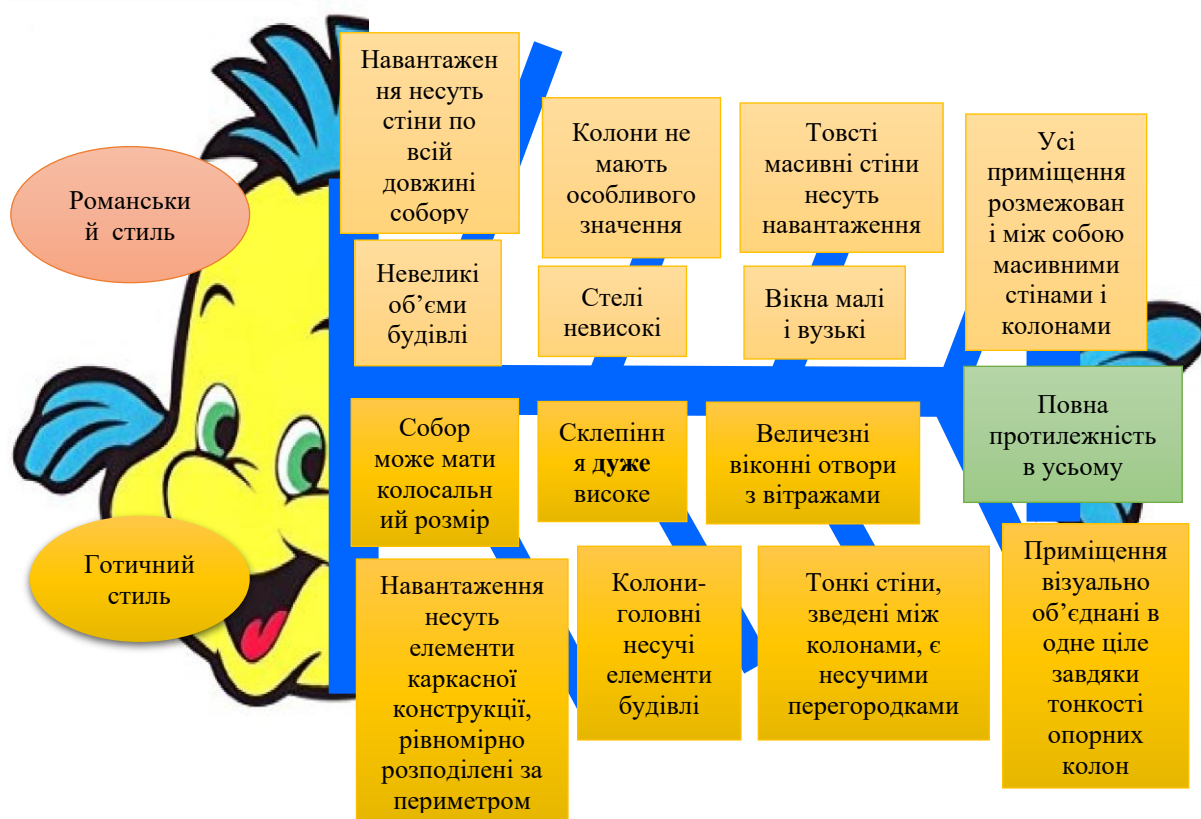 Романськи
й стиль
Навантажен
ня несуть
стіни по
всій
довжині
собору
Колони не
мають
особливого
значення
Товсті
масивні стіни
несуть
навантаження
Усі
приміщення
розмежован
і між собою
масивними
стінами і
колонами
Невеликі
об’єми
будівлі
Стелі
невисокі
Вікна малі
і вузькі
Повна
протилежність
в усьому
Готичний
стиль
Собор
може мати
колосальн
ий розмір
Склепінн
я дуже
високе
Величезні
віконні отвори
з вітражами
Навантаження
несуть
елементи
каркасної
конструкції,
рівномірно
розподілені за
периметром
Колони-
головні
несучі
елементи
будівлі
Тонкі стіни,
зведені між
колонами, є
несучими
перегородками
Приміщення
візуально
об’єднані в
одне ціле
завдяки
тонкості
опорних
колон